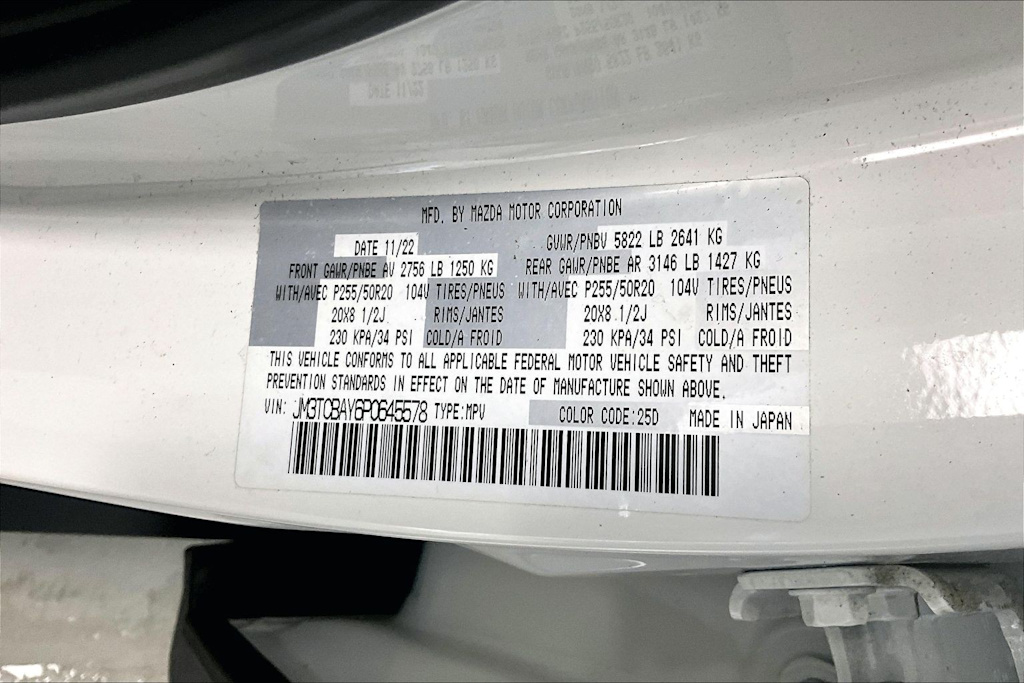 MFD. BY MAZDA MOTOR CORPORATION
DATE 11/22 GVWR/PNBV 5822 LB 2641 KG
FRONT GAWR/PNBE AV 2756 LB 1250 KG REAR GAWR/PNBE AR 3146 LB 1427 KG
WITH/AVEC P255/50R20 104V TIRES/PNEUS WITH/AVEC P255/50R20 104V TIRES/PNEUS
20X8 1/2J RIMS/JANTES 20X8 1/2J RIMS/JANTES
230 KPA/34 PSI COLD/A FROID 230 KPA/34 PSI COLD/A FROID
THIS VEHICLE CONFORMS TO ALL APPLICABLE FEDERAL MOTOR VEHICLE SAFETY AND THEFT
PREVENTION STANDARDS IN EFFECT ON THE DATE OF MANUFACTURE SHOWN ABOVE.
VIN: JM3TCBAY6P0645578 TYPE:MPV COLOR CODE:25D MADE IN JAPAN